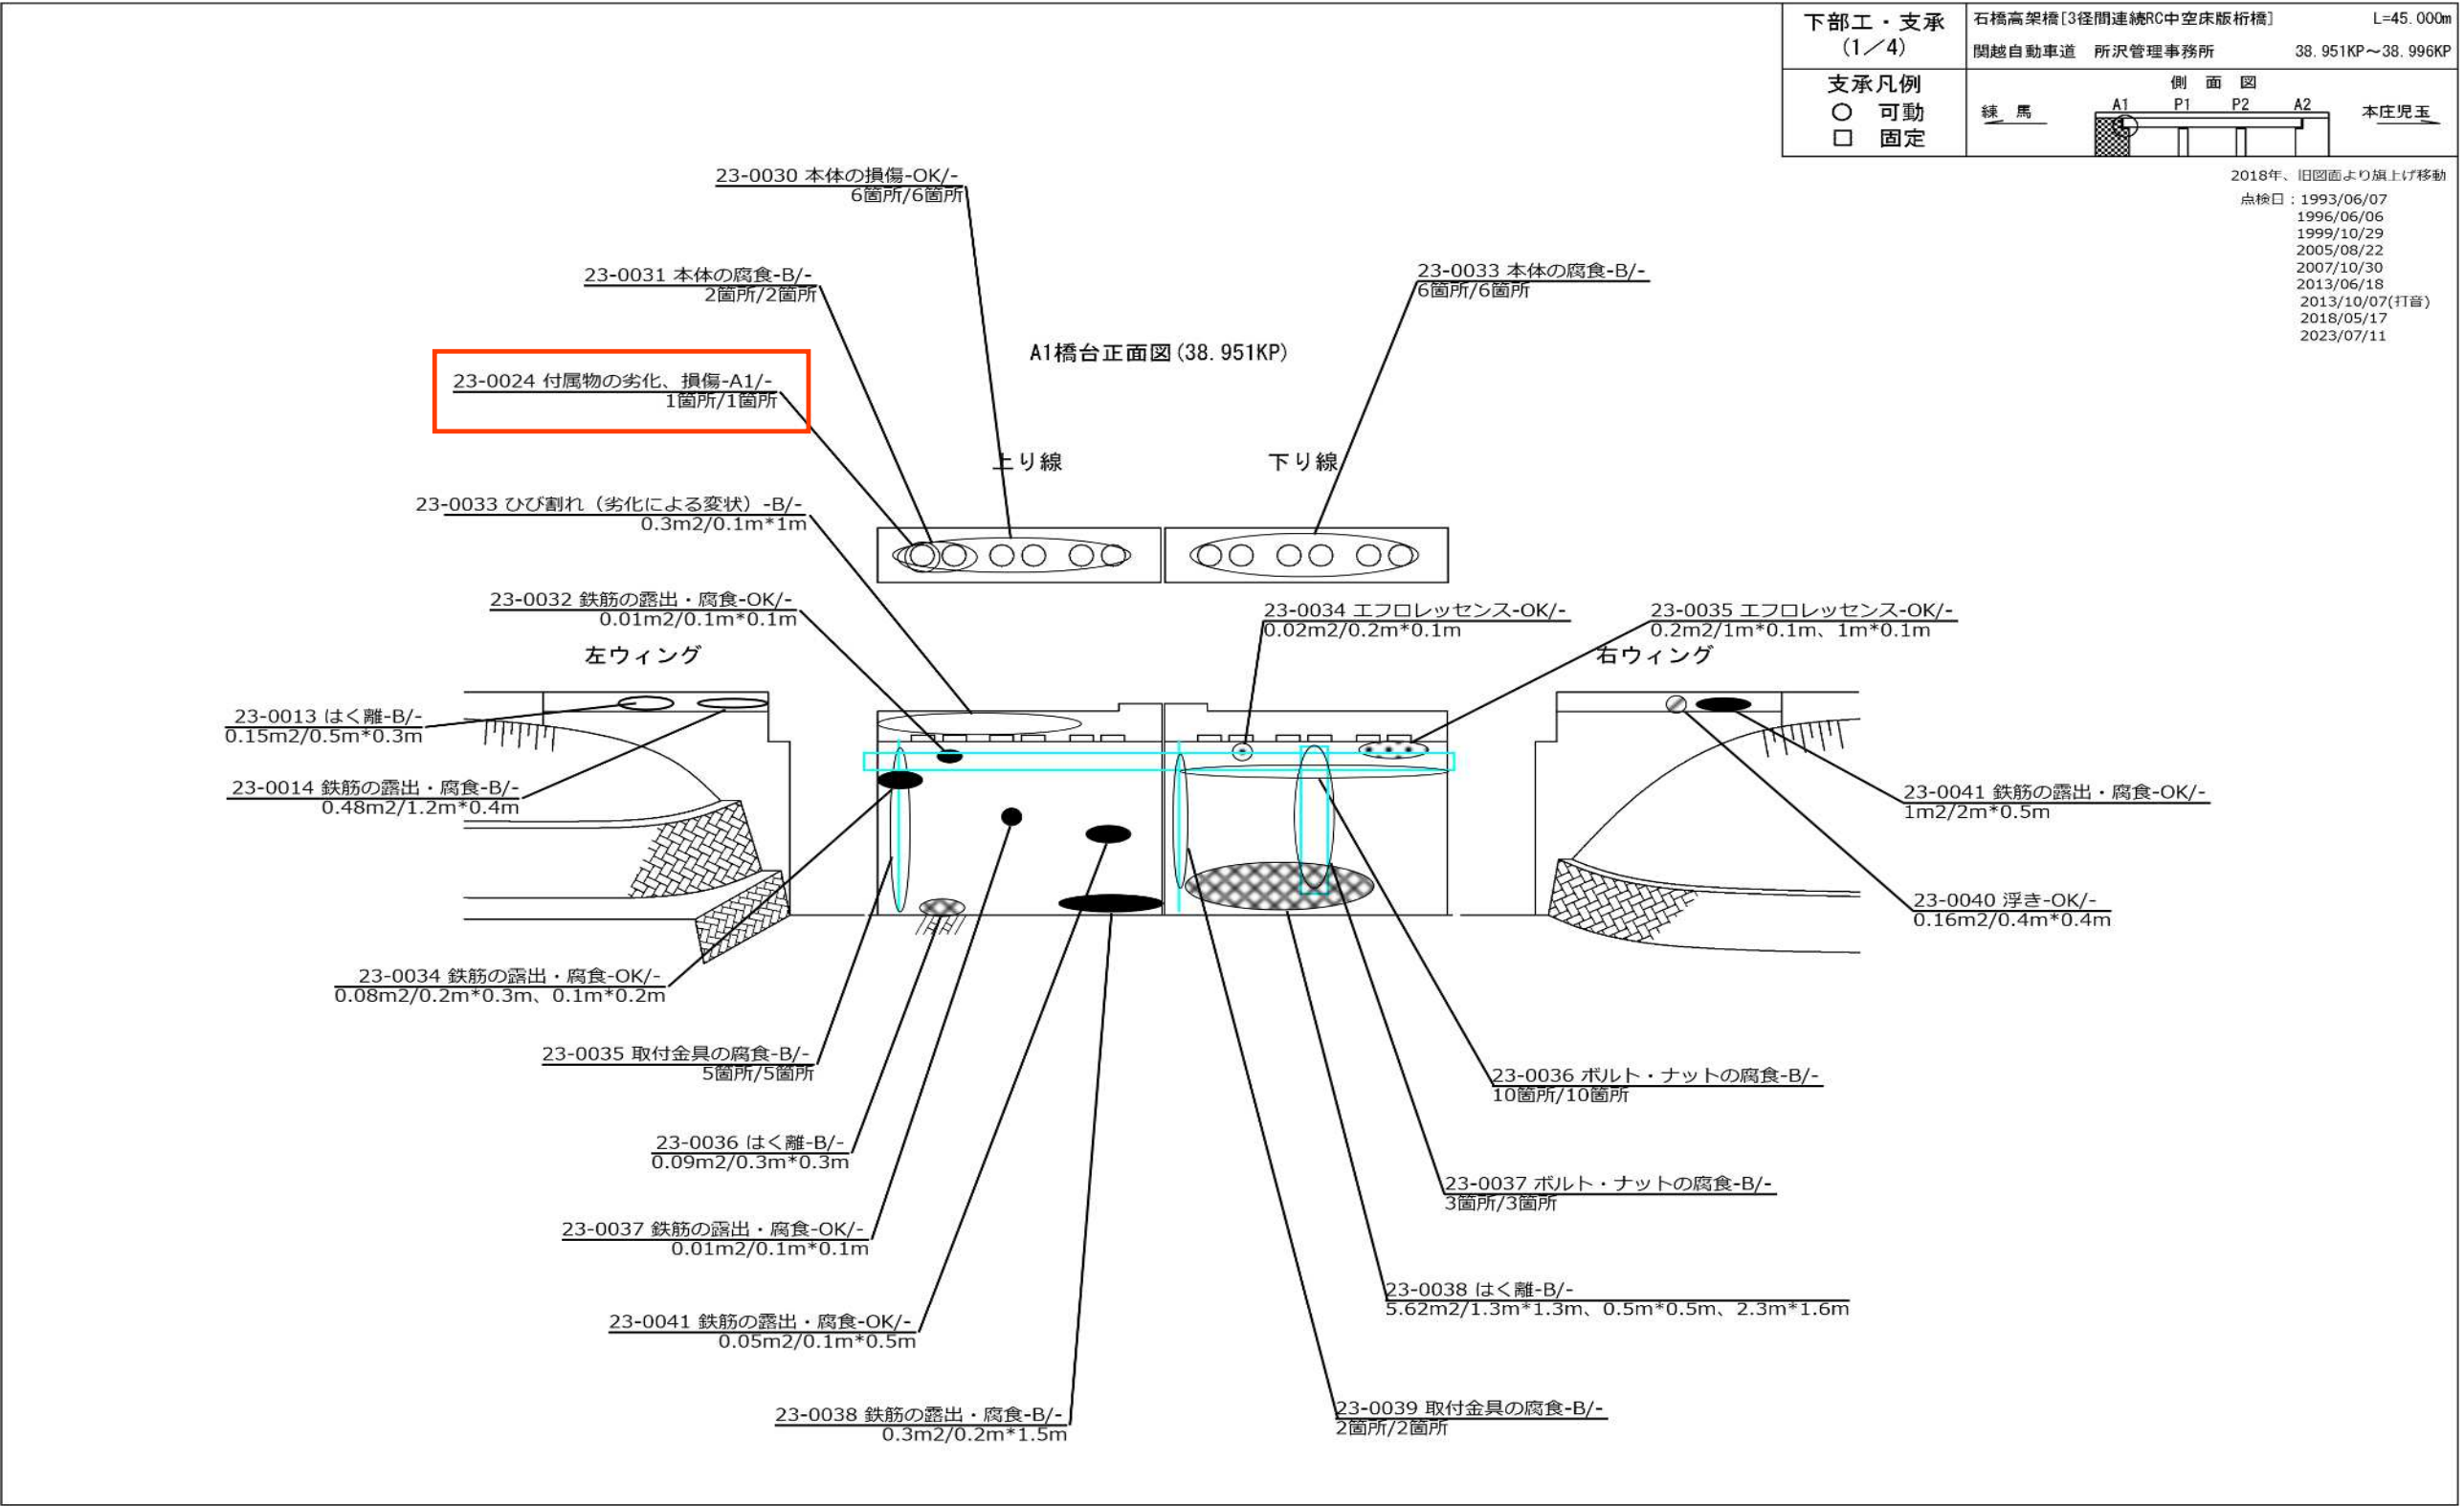 下部工・支承
(1／4)
石橋高架橋[3径間連続RC中空床版桁橋] L=45.000m
関越自動車道 所沢管理事務所 38.951KP～38.996KP
支承凡例
○ 可動
□ 固定
側 面 図
A1 P1 P2 A2
練 馬
本庄児玉
2018年、旧図面より旗上げ移動
点検日：1993/06/07
1996/06/06
1999/10/29
2005/08/22
2007/10/30
2013/06/18
2013/10/07(打音)
2018/05/17
2023/07/11
23-0030 本体の損傷-OK/-
6箇所/6箇所
23-0031 本体の腐食-B/-
2箇所/2箇所
23-0033 本体の腐食-B/-
6箇所/6箇所
A1橋台正面図(38.951KP)
23-0024 付属物の劣化、損傷-A1/-
1箇所/1箇所
上り線
下り線
23-0033 ひび割れ（劣化による変状）-B/-
0.3m2/0.1m*1m
23-0032 鉄筋の露出・腐食-OK/-
0.01m2/0.1m*0.1m
23-0034 エフロレッセンス-OK/-
0.02m2/0.2m*0.1m
23-0035 エフロレッセンス-OK/-
0.2m2/1m*0.1m、1m*0.1m
左ウィング
右ウィング
23-0013 はく離-B/-
0.15m2/0.5m*0.3m
23-0014 鉄筋の露出・腐食-B/-
0.48m2/1.2m*0.4m
23-0041 鉄筋の露出・腐食-OK/-
1m2/2m*0.5m
23-0040 浮き-OK/-
0.16m2/0.4m*0.4m
23-0034 鉄筋の露出・腐食-OK/-
0.08m2/0.2m*0.3m、0.1m*0.2m
23-0035 取付金具の腐食-B/-
5箇所/5箇所
23-0036 ボルト・ナットの腐食-B/-
10箇所/10箇所
23-0036 はく離-B/-
0.09m2/0.3m*0.3m
23-0037 ボルト・ナットの腐食-B/-
3箇所/3箇所
23-0037 鉄筋の露出・腐食-OK/-
0.01m2/0.1m*0.1m
23-0038 はく離-B/-
5.62m2/1.3m*1.3m、0.5m*0.5m、2.3m*1.6m
23-0041 鉄筋の露出・腐食-OK/-
0.05m2/0.1m*0.5m
23-0038 鉄筋の露出・腐食-B/-
0.3m2/0.2m*1.5m
23-0039 取付金具の腐食-B/-
2箇所/2箇所